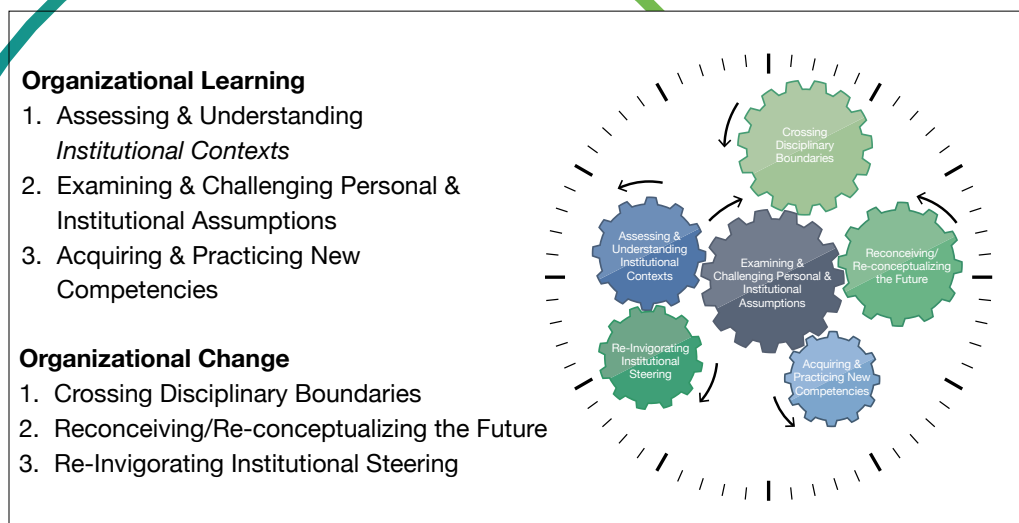 Organizational Learning
1. Assessing & Understanding
Institutional Contexts
2. Examining & Challenging Personal &
Institutional Assumptions
3. Acquiring & Practicing New
Competencies
Organizational Change
1. Crossing Disciplinary Boundaries
2. Reconceiving/Re-conceptualizing the Future
3. Re-Invigorating Institutional Steering
Crossing
Disciplinary
Boundaries
Assessing &
Understanding
Institutional
Contexts
Examining &
Challenging Personal &
Institutional
Assumptions
Reconceiving/
Re-conceptualizing
the Future
Re-Invigorating
Institutional
Steering
Acquiring &
Practicing New
Competencies